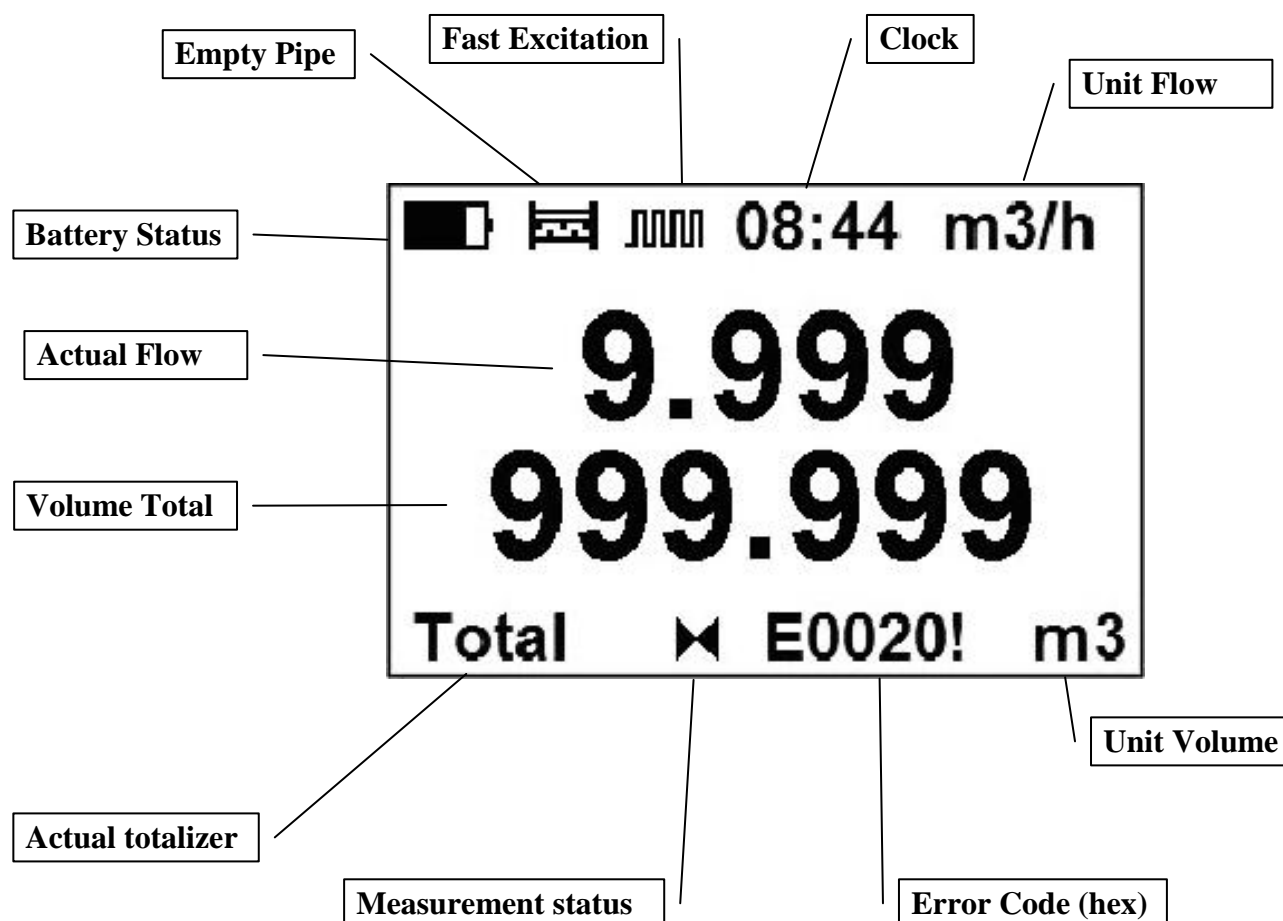 Fast Excitation
Clock
Empty Pipe
Unit Flow
Battery Status
08:44 m3/h
Actual Flow
9.999
Volume Total
999.999
Total E0020! m3
Unit Volume
Actual totalizer
Measurement status
Error Code (hex)